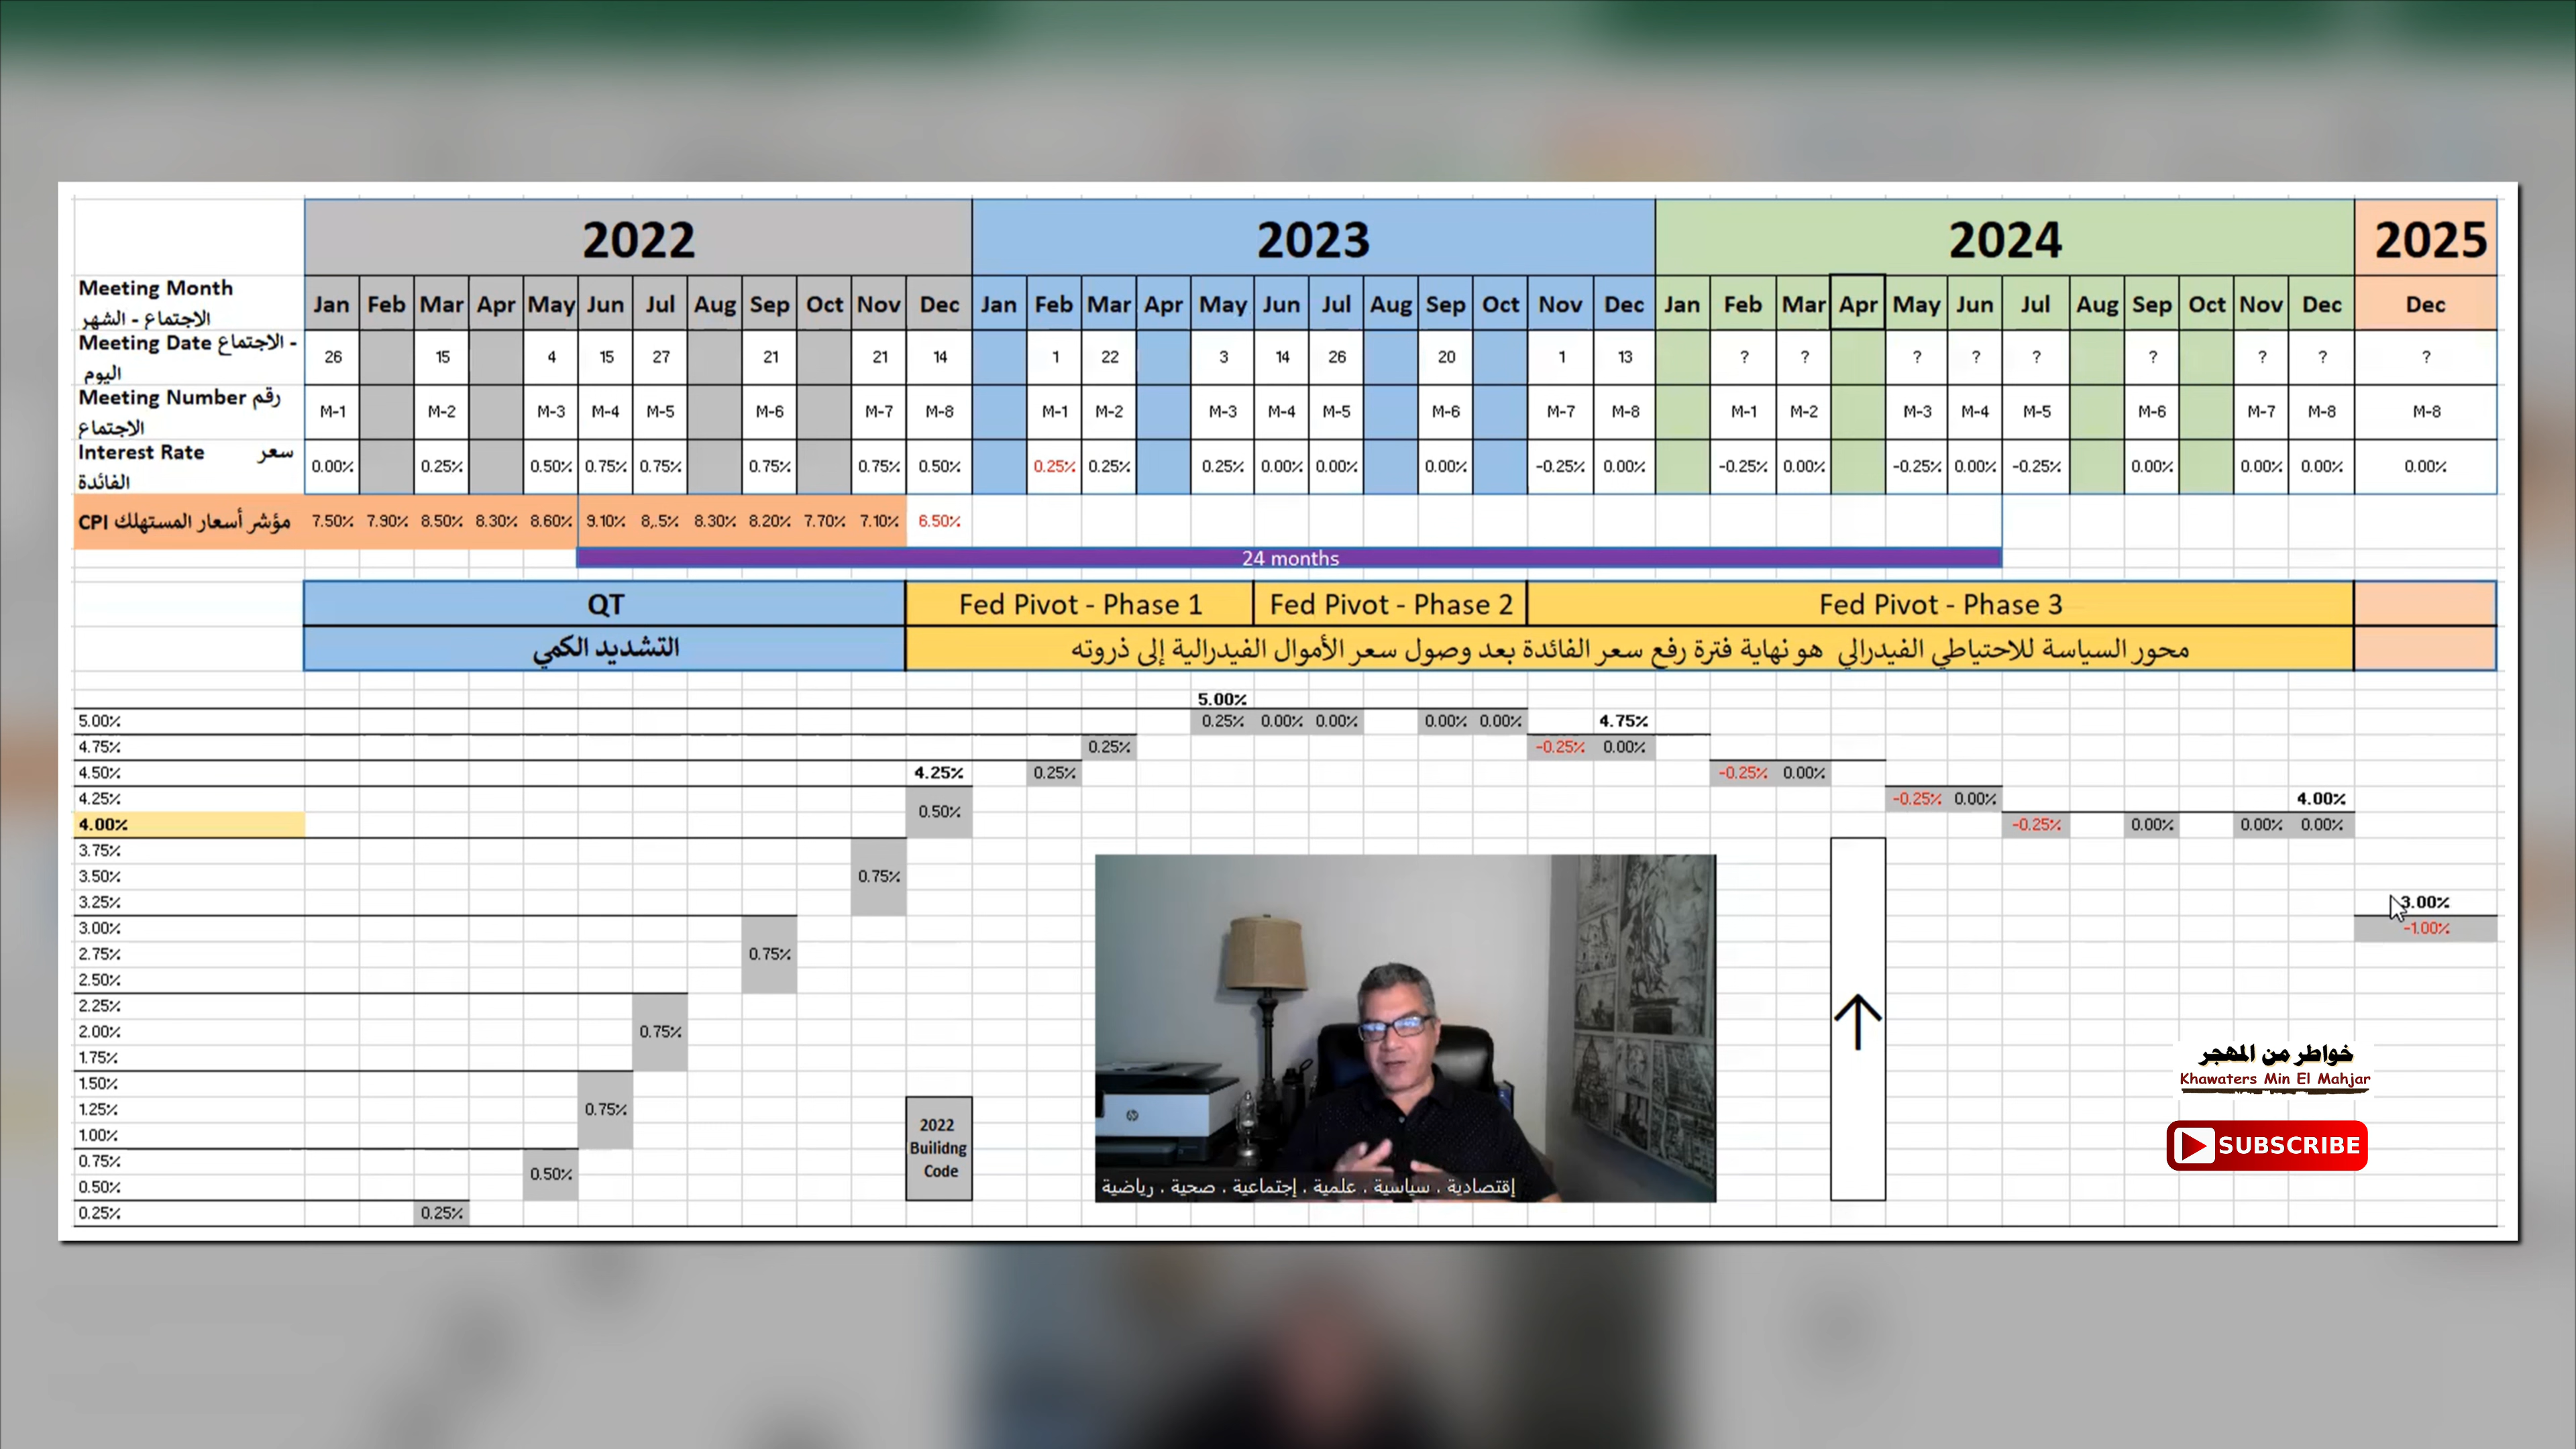 2022 2023 2024 2025
Meeting Month Jan Feb Mar Apr May Jun Jul Aug Sep Oct Nov Dec Jan Feb Mar Apr May Jun Jul Aug Sep Oct Nov Dec Jan Feb Mar Apr May Jun Jul Aug Sep Oct Nov Dec Dec
الاجتماع - الشهر
Meeting Date الاجتماع - 26 15 4 15 27 21 21 14 1 22 3 14 26 20 1 13 ? ? ? ? ? ? ? ? ?
اليوم
Meeting Number رقم M-1 M-2 M-3 M-4 M-5 M-6 M-7 M-8 M-1 M-2 M-3 M-4 M-5 M-6 M-7 M-8 M-1 M-2 M-3 M-4 M-5 M-6 M-7 M-8 M-8
الاجتماع
Interest Rate سعر 0.00% 0.25% 0.50% 0.75% 0.75% 0.75% 0.75% 0.50% 0.25% 0.25% 0.25% 0.00% 0.00% 0.00% -0.25% 0.00% -0.25% 0.00% -0.25% 0.00% -0.25% 0.00% 0.00% 0.00% 0.00%
الفائدة
مؤشر أسعار المستهلك CPI 7.50% 7.90% 8.50% 8.30% 8.60% 9.10% 8,.5% 8.30% 8.20% 7.70% 7.10% 6.50%
24 months
QT Fed Pivot - Phase 1 Fed Pivot - Phase 2 Fed Pivot - Phase 3
التشديد الكمي محور السياسة للاحتياطي الفيدرالي هو نهاية فترة رفع سعر الفائدة بعد وصول سعر الأموال الفيدرالية إلى ذروته
5.00%
5.00% 0.25% 0.00% 0.00% 0.00% 0.00% 4.75%
4.75% 0.25% -0.25% 0.00%
4.50% 4.25% 0.25% -0.25% 0.00%
4.25% -0.25% 0.00% 4.00%
0.50%
4.00% -0.25% 0.00% 0.00% 0.00%
3.75%
3.50% 0.75%
3.25% 3.00%
3.00% -1.00%
2.75% 0.75%
2.50%
2.25%
2.00% 0.75%
1.75%
1.50%
1.25% 0.75%
1.00%
0.75%
0.50%
0.50%
0.25% 0.25%
2022
Builidng
Code
إقتصادية ، سياسية ، علمية ، إجتماعية ، صحية ، رياضية
خواطر من المهجر
Khawaters Min El Mahjar
SUBSCRIBE